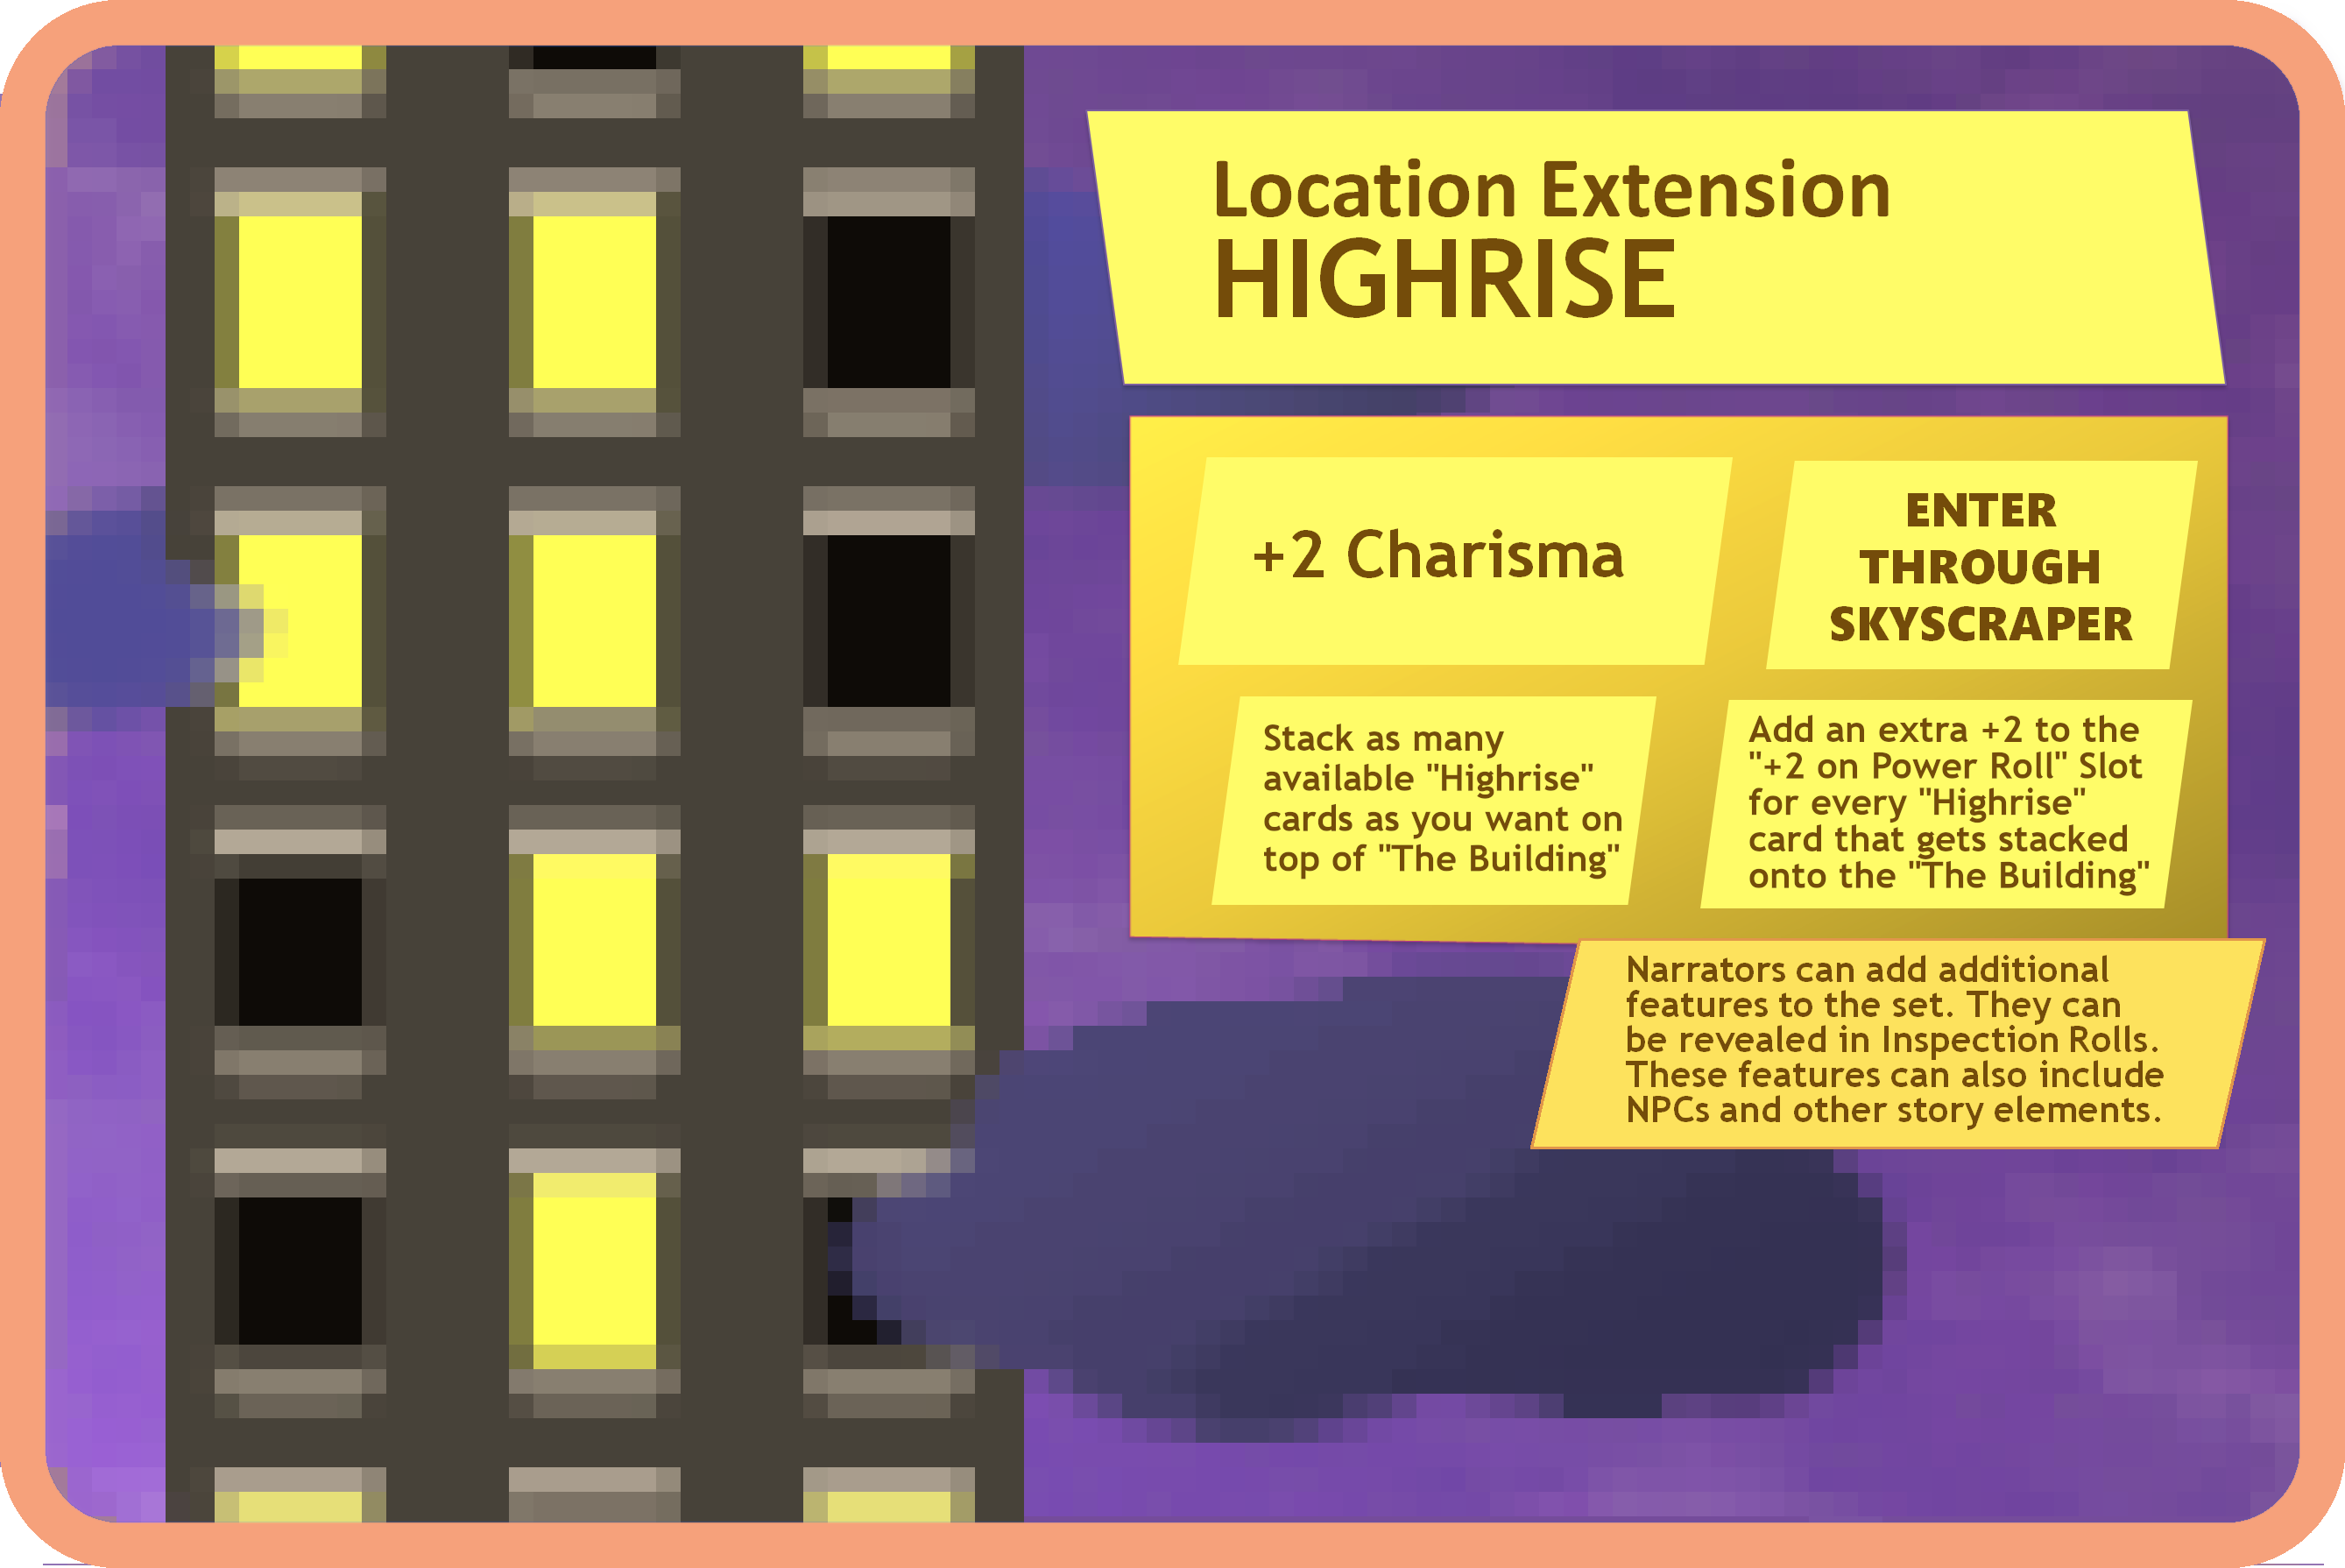 Location Extension
HIGHRISE
+2 Charisma
ENTER
THROUGH
SKYSCRAPER
Stack as many
available "Highrise"
cards as you want on
top of "The Building"
Add an extra +2 to the
"+2 on Power Roll" Slot
for every "Highrise"
card that gets stacked
onto the "The Building"
Narrators can add additional
features to the set. They can
be revealed in Inspection Rolls.
These features can also include
NPCs and other story elements.